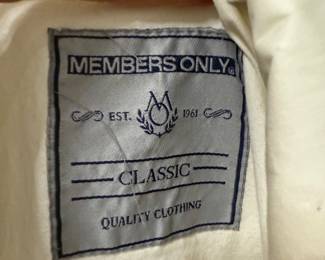 MEMBERS ONLY®
EST. 1961
CLASSIC
QUALITY CLOTHING